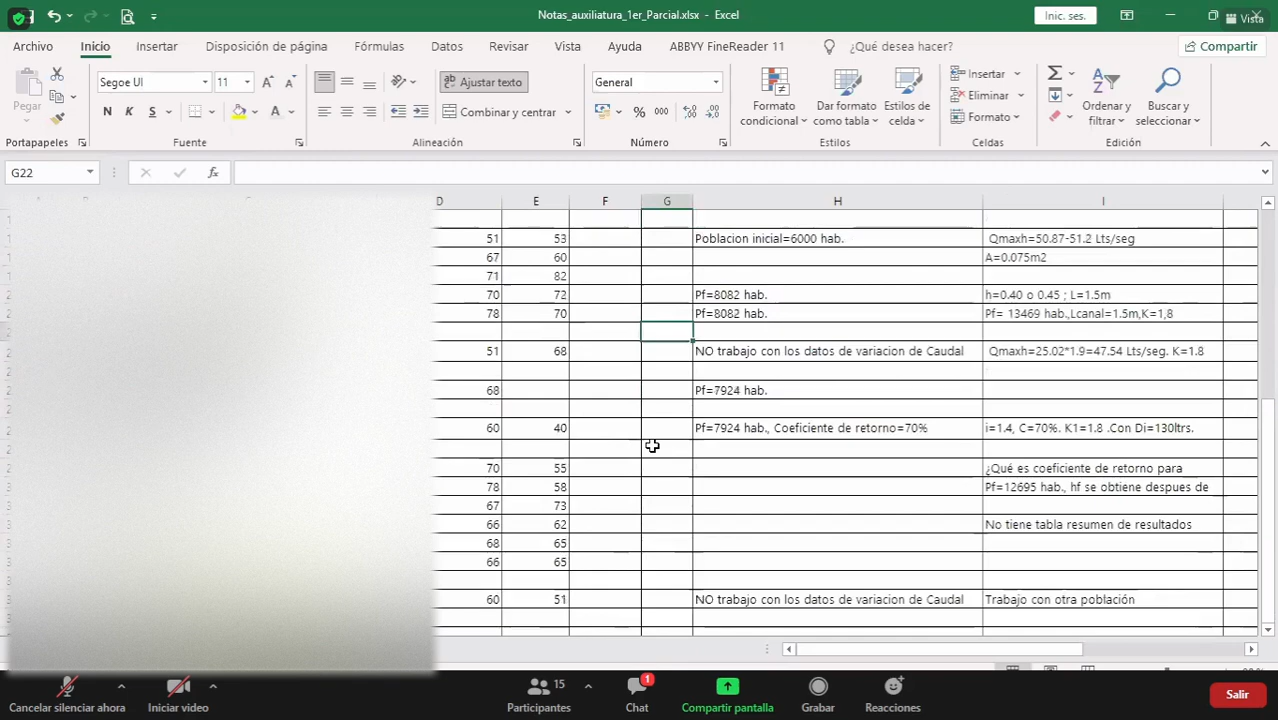 Notas_auxiliatura_1er_Parcial.xlsx - Excel
Inic. ses.
Vista
Archivo Inicio Insertar Disposición de página Fórmulas Datos Revisar Vista Ayuda ABBYY FineReader 11 ¿Qué desea hacer? Compartir
Pegar
Segoe UI 11
N K S
Ajustar texto
Combinar y centrar
General
% 000
Formato condicional
Dar formato como tabla
Estilos de celda
Insertar
Eliminar
Formato
Ordenar y filtrar
Buscar y seleccionar
Portapapeles Fuente Alineación Número Estilos Celdas Edición
G22 fx
D E F G H I
51 53 Poblacion inicial=6000 hab. Qmaxh=50.87-51.2 Lts/seg
67 60 A=0.075m2
71 82
70 72 Pf=8082 hab. h=0.40 o 0.45 ; L=1.5m
78 70 Pf=8082 hab. Pf= 13469 hab.,Lcanal=1.5m,K=1,8
51 68 NO trabajo con los datos de variacion de Caudal Qmaxh=25.02*1.9=47.54 Lts/seg. K=1.8
68 Pf=7924 hab.
60 40 Pf=7924 hab., Coeficiente de retorno=70% i=1.4, C=70%. K1=1.8 .Con Di=130ltrs.
70 55 ¿Qué es coeficiente de retorno para
78 58 Pf=12695 hab., hf se obtiene despues de
67 73
66 62 No tiene tabla resumen de resultados
68 65
66 65
60 51 NO trabajo con los datos de variacion de Caudal Trabajo con otra población
15
1
Cancelar silenciar ahora Iniciar video Participantes Chat Compartir pantalla Grabar Reacciones Salir